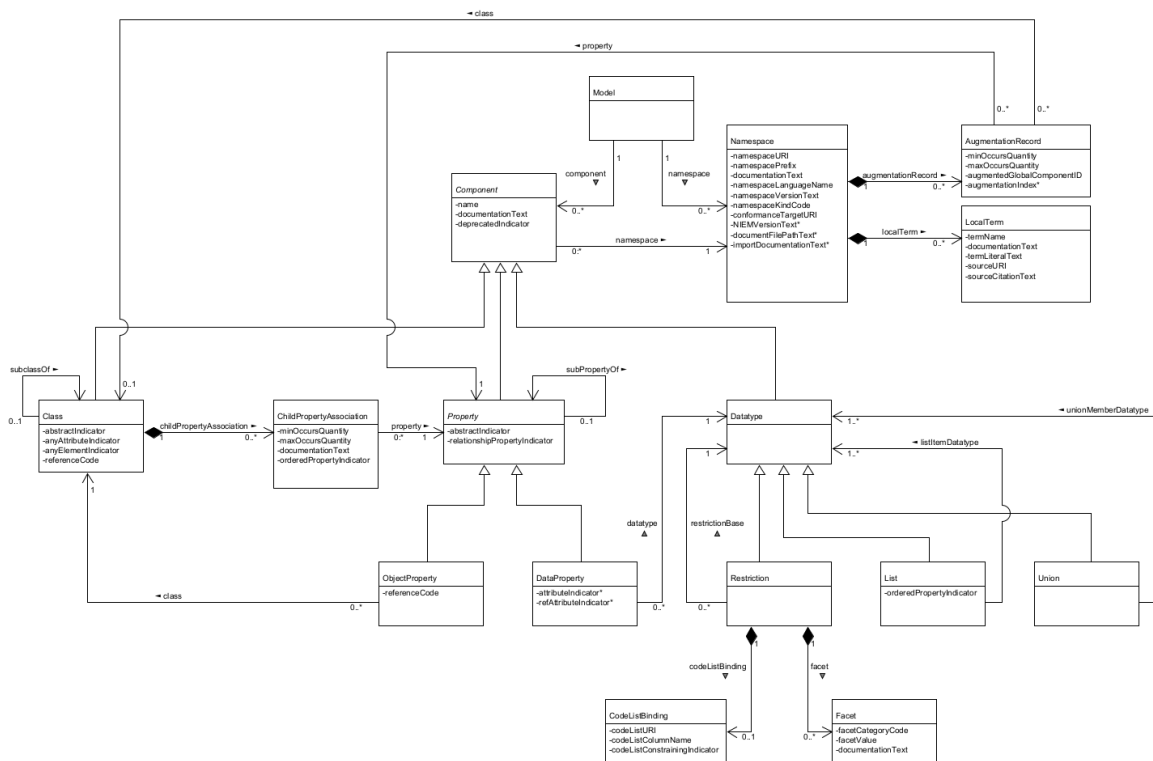 ◄ class
◄ property
Model
0..*
0..*
Namespace
-namespaceURI
-namespacePrefix
-documentationText
-namespaceLanguageName
-namespaceVersionText
-namespaceKindCode
-conformanceTargetURI
-NIEMVersionText*
-documentFilePathText*
-importDocumentationText*
AugmentationRecord
-minOccursQuantity
-maxOccursQuantity
-augmentedGlobalComponentID
-augmentationIndex*
1
1
component
▼
namespace
▼
augmentationRecord ►
1
0..*
Component
-name
-documentationText
-deprecatedIndicator
0..*
0..*
LocalTerm
-termName
-documentationText
-termLiteralText
-sourceURI
-sourceCitationText
localTerm ►
1
0..*
namespace ►
0..*
1
subclassOf ►
0..1
0..1
1
subPropertyOf ►
0..1
Class
-abstractIndicator
-anyAttributeIndicator
-anyElementIndicator
-referenceCode
childPropertyAssociation ►
1
0..*
ChildPropertyAssociation
-minOccursQuantity
-maxOccursQuantity
-documentationText
-orderedPropertyIndicator
property ►
0..*
1
Property
-abstractIndicator
-relationshipPropertyIndicator
1
1
Datatype
1..*
◄ unionMemberDatatype
◄ listItemDatatype
1..*
1
datatype
▲
restrictionBase
▲
ObjectProperty
-referenceCode
DataProperty
-attributeIndicator*
-refAttributeIndicator*
Restriction
List
-orderedPropertyIndicator
Union
◄ class
0..*
0..*
0..*
1
1
codeListBinding
▼
facet
▼
CodeListBinding
-codeListURI
-codeListColumnName
-codeListConstrainingIndicator
0..1
0..*
Facet
-facetCategoryCode
-facetValue
-documentationText